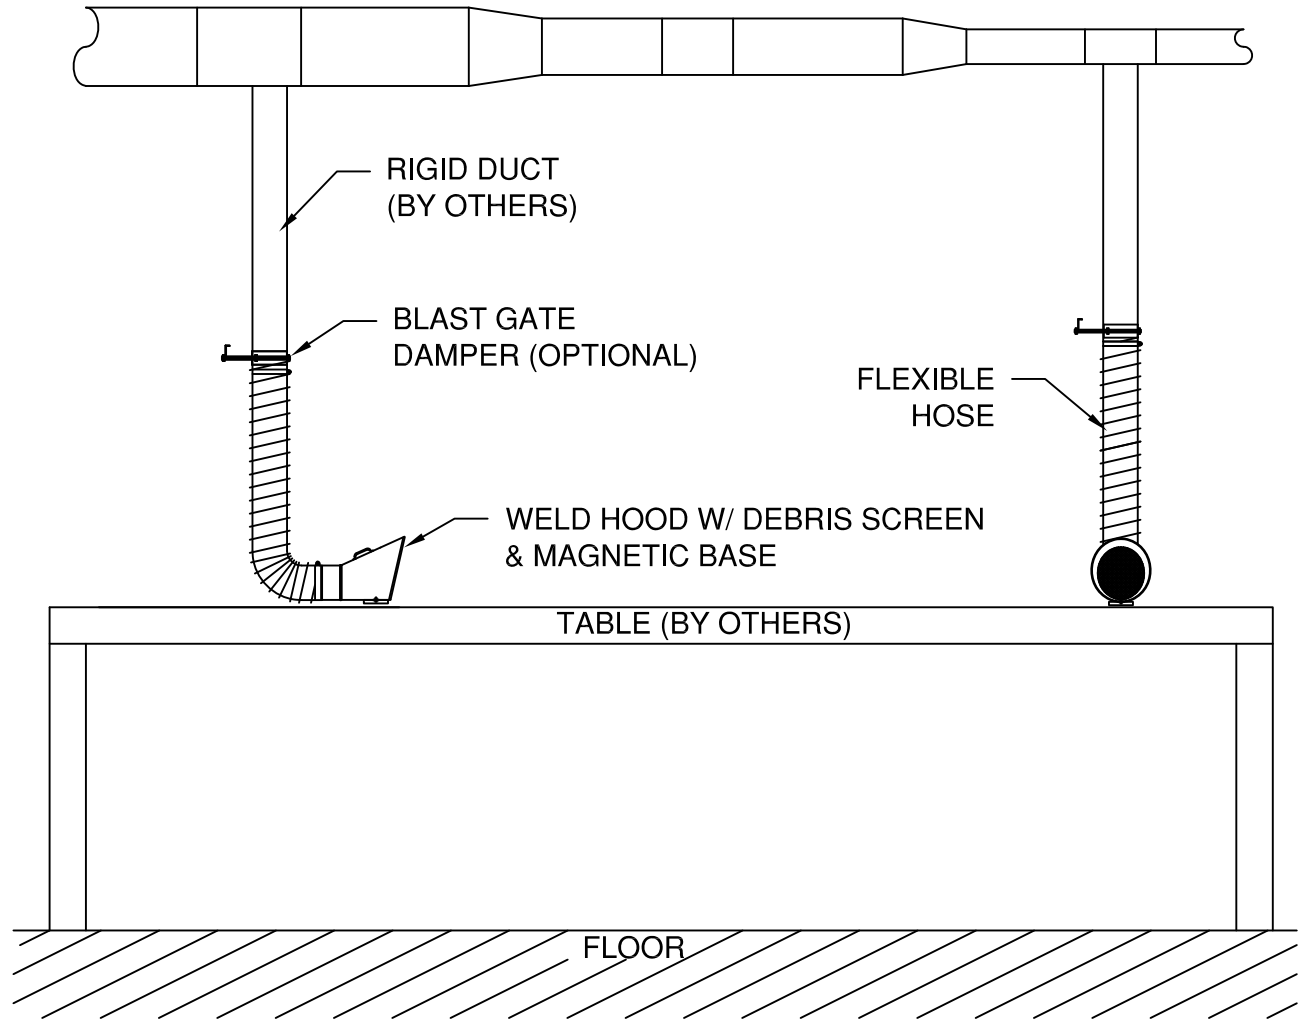 RIGID DUCT
(BY OTHERS)
BLAST GATE
DAMPER (OPTIONAL)
FLEXIBLE
HOSE
WELD HOOD W/ DEBRIS SCREEN
& MAGNETIC BASE
TABLE (BY OTHERS)
FLOOR